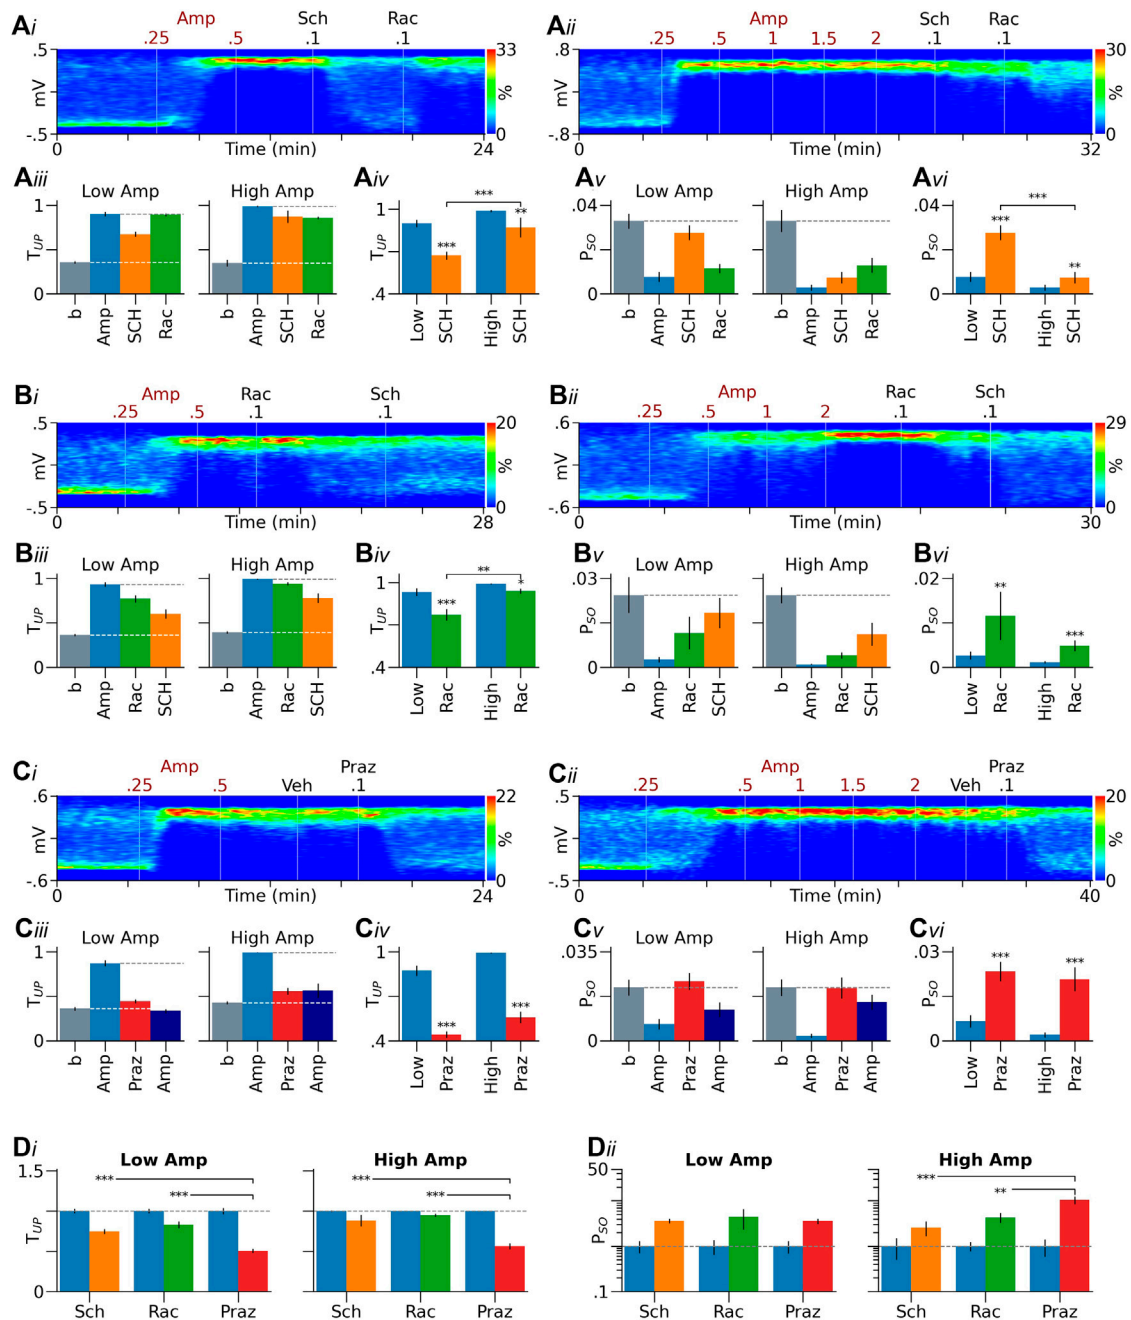 Ai Amp Sch Rac
.25 .5 .1 .1
.5 33
mV %
-.5 0
0 Time (min) 24
Aii Amp Sch Rac
.25 .5 1 1.5 2 .1 .1
.8 30
mV %
-.8 0
0 Time (min) 32
Aiii Low Amp High Amp
1
TUP
0
b Amp SCH Rac b Amp SCH Rac
Aiv
*** **
1
***
TUP
.4
Low SCH High SCH
Av Low Amp High Amp
.04
PSO
0
b Amp SCH Rac b Amp SCH Rac
Avi
.04 *** ***
**
PSO
0
Low SCH High SCH
Bi Amp Rac Sch
.25 .5 .1 .1
.5 20
mV %
-.5 0
0 Time (min) 28
Bii Amp Rac Sch
.25 .5 1 2 .1 .1
.6 29
mV %
-.6 0
0 Time (min) 30
Biii Low Amp High Amp
1
TUP
0
b Amp Rac SCH b Amp Rac SCH
Biv
**
1 *
***
TUP
.4
Low Rac High Rac
Bv Low Amp High Amp
.03
PSO
0
b Amp Rac SCH b Amp Rac SCH
Bvi
.02
**
***
PSO
0
Low Rac High Rac
Ci Amp Praz
.25 .5 Veh .1
.6 22
mV %
-.6 0
0 Time (min) 24
Cii Amp Praz
.25 .5 1 1.5 2 Veh .1
.5 20
mV %
-.5 0
0 Time (min) 40
Ciii Low Amp High Amp
1
TUP
0
b Amp Praz Amp b Amp Praz Amp
Civ
1
TUP
*** ***
.4
Low Praz High Praz
Cv Low Amp High Amp
.035
PSO
0
b Amp Praz Amp b Amp Praz Amp
Cvi
.03
*** ***
PSO
0
Low Praz High Praz
Di Low Amp High Amp
1.5
*** ***
*** ***
TUP
0
Sch Rac Praz Sch Rac Praz
Dii Low Amp High Amp
50
***
**
PSO
.1
Sch Rac Praz Sch Rac Praz